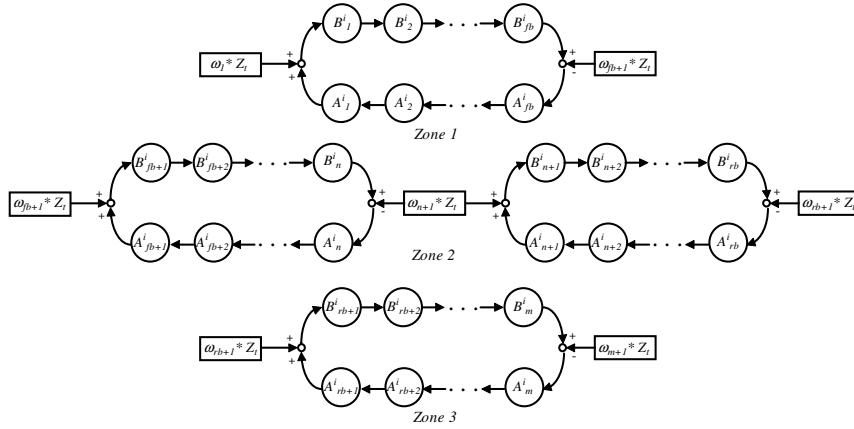 B^i_1 B^i_2 . . . B^i_fb
+ +
ω_1 * Z_t ω_fb+1 * Z_t
+ -
A^i_1 A^i_2 . . . A^i_fb
Zone 1
B^i_fb+1 B^i_fb+2 . . . B^i_n B^i_n+1 B^i_n+2 . . . B^i_rb
+ + + +
ω_fb+1 * Z_t ω_n+1 * Z_t ω_rb+1 * Z_t
+ - + -
A^i_fb+1 A^i_fb+2 . . . A^i_n A^i_n+1 A^i_n+2 . . . A^i_rb
Zone 2
B^i_rb+1 B^i_rb+2 . . . B^i_m
+ +
ω_rb+1 * Z_t ω_m+1 * Z_t
+ -
A^i_rb+1 A^i_rb+2 . . . A^i_m
Zone 3